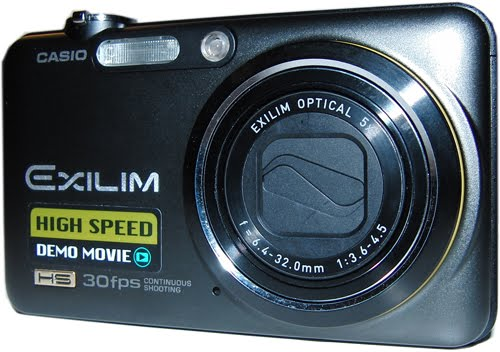 CASIO
EXILIM OPTICAL 5x
EXILIM
HIGH SPEED
DEMO MOVIE
HS 30fps CONTINUOUS
SHOOTING
f=6.4-32.0mm 1:3.6-4.5